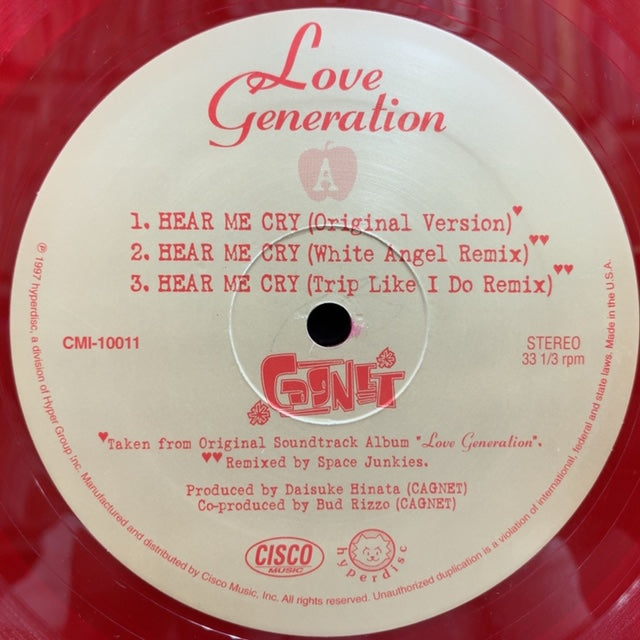 Love
Generation
A
1. HEAR ME CRY (Original Version)♥
2. HEAR ME CRY (White Angel Remix)♥♥
3. HEAR ME CRY (Trip Like I Do Remix)♥♥
CMI-10011
STEREO
33 1/3 rpm
CAGNET
♥Taken from Original Soundtrack Album "Love Generation".
♥♥Remixed by Space Junkies.
Produced by Daisuke Hinata (CAGNET)
Co-produced by Bud Rizzo (CAGNET)
CISCO
MUSIC™
hyperdisc
℗ 1997 hyperdisc, a division of Hyper Group Inc. Manufactured and distributed by Cisco Music, Inc. All rights reserved. Unauthorized duplication is a violation of international, federal and state laws. Made in the U.S.A.